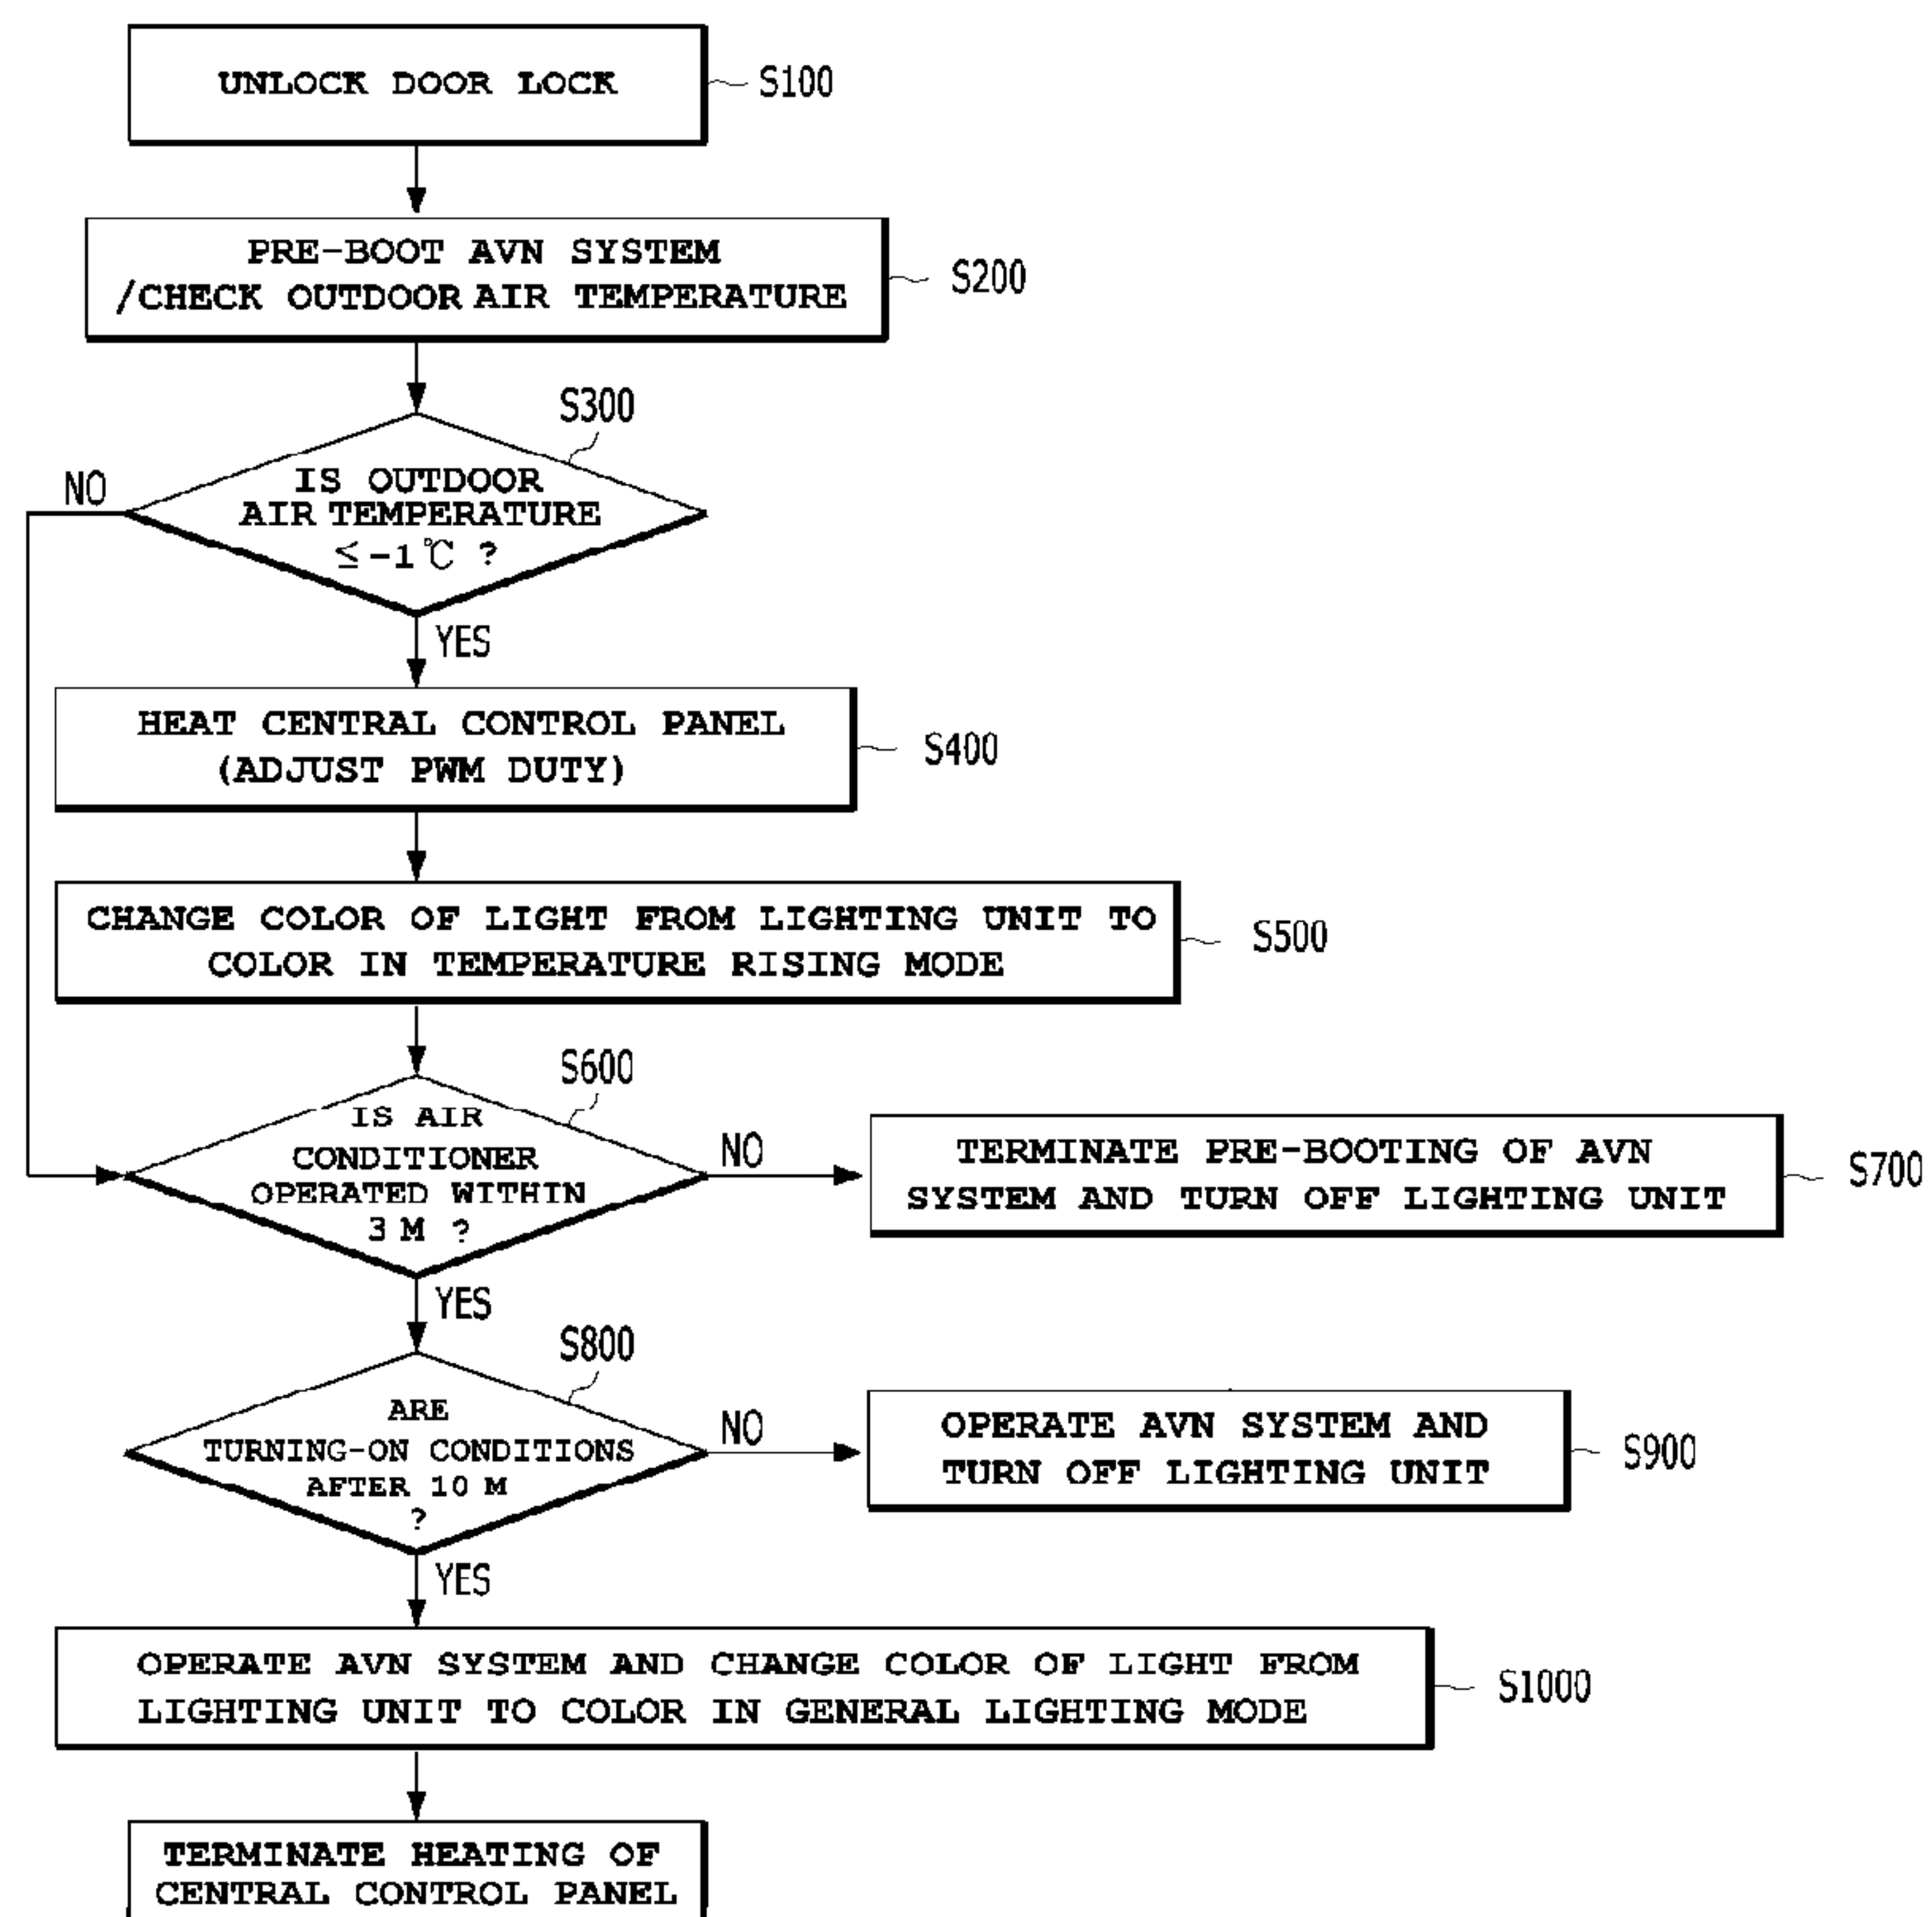 UNLOCK DOOR LOCK
S100
PRE-BOOT AVN SYSTEM
/CHECK OUTDOOR AIR TEMPERATURE
S200
S300
NO
IS OUTDOOR
AIR TEMPERATURE
≤ -1℃ ?
YES
HEAT CENTRAL CONTROL PANEL
(ADJUST PWM DUTY)
S400
CHANGE COLOR OF LIGHT FROM LIGHTING UNIT TO
COLOR IN TEMPERATURE RISING MODE
S500
S600
IS AIR
CONDITIONER
OPERATED WITHIN
3 M ?
NO
TERMINATE PRE-BOOTING OF AVN
SYSTEM AND TURN OFF LIGHTING UNIT
S700
YES
S800
ARE
TURNING-ON CONDITIONS
AFTER 10 M
?
NO
OPERATE AVN SYSTEM AND
TURN OFF LIGHTING UNIT
S900
YES
OPERATE AVN SYSTEM AND CHANGE COLOR OF LIGHT FROM
LIGHTING UNIT TO COLOR IN GENERAL LIGHTING MODE
S1000
TERMINATE HEATING OF
CENTRAL CONTROL PANEL